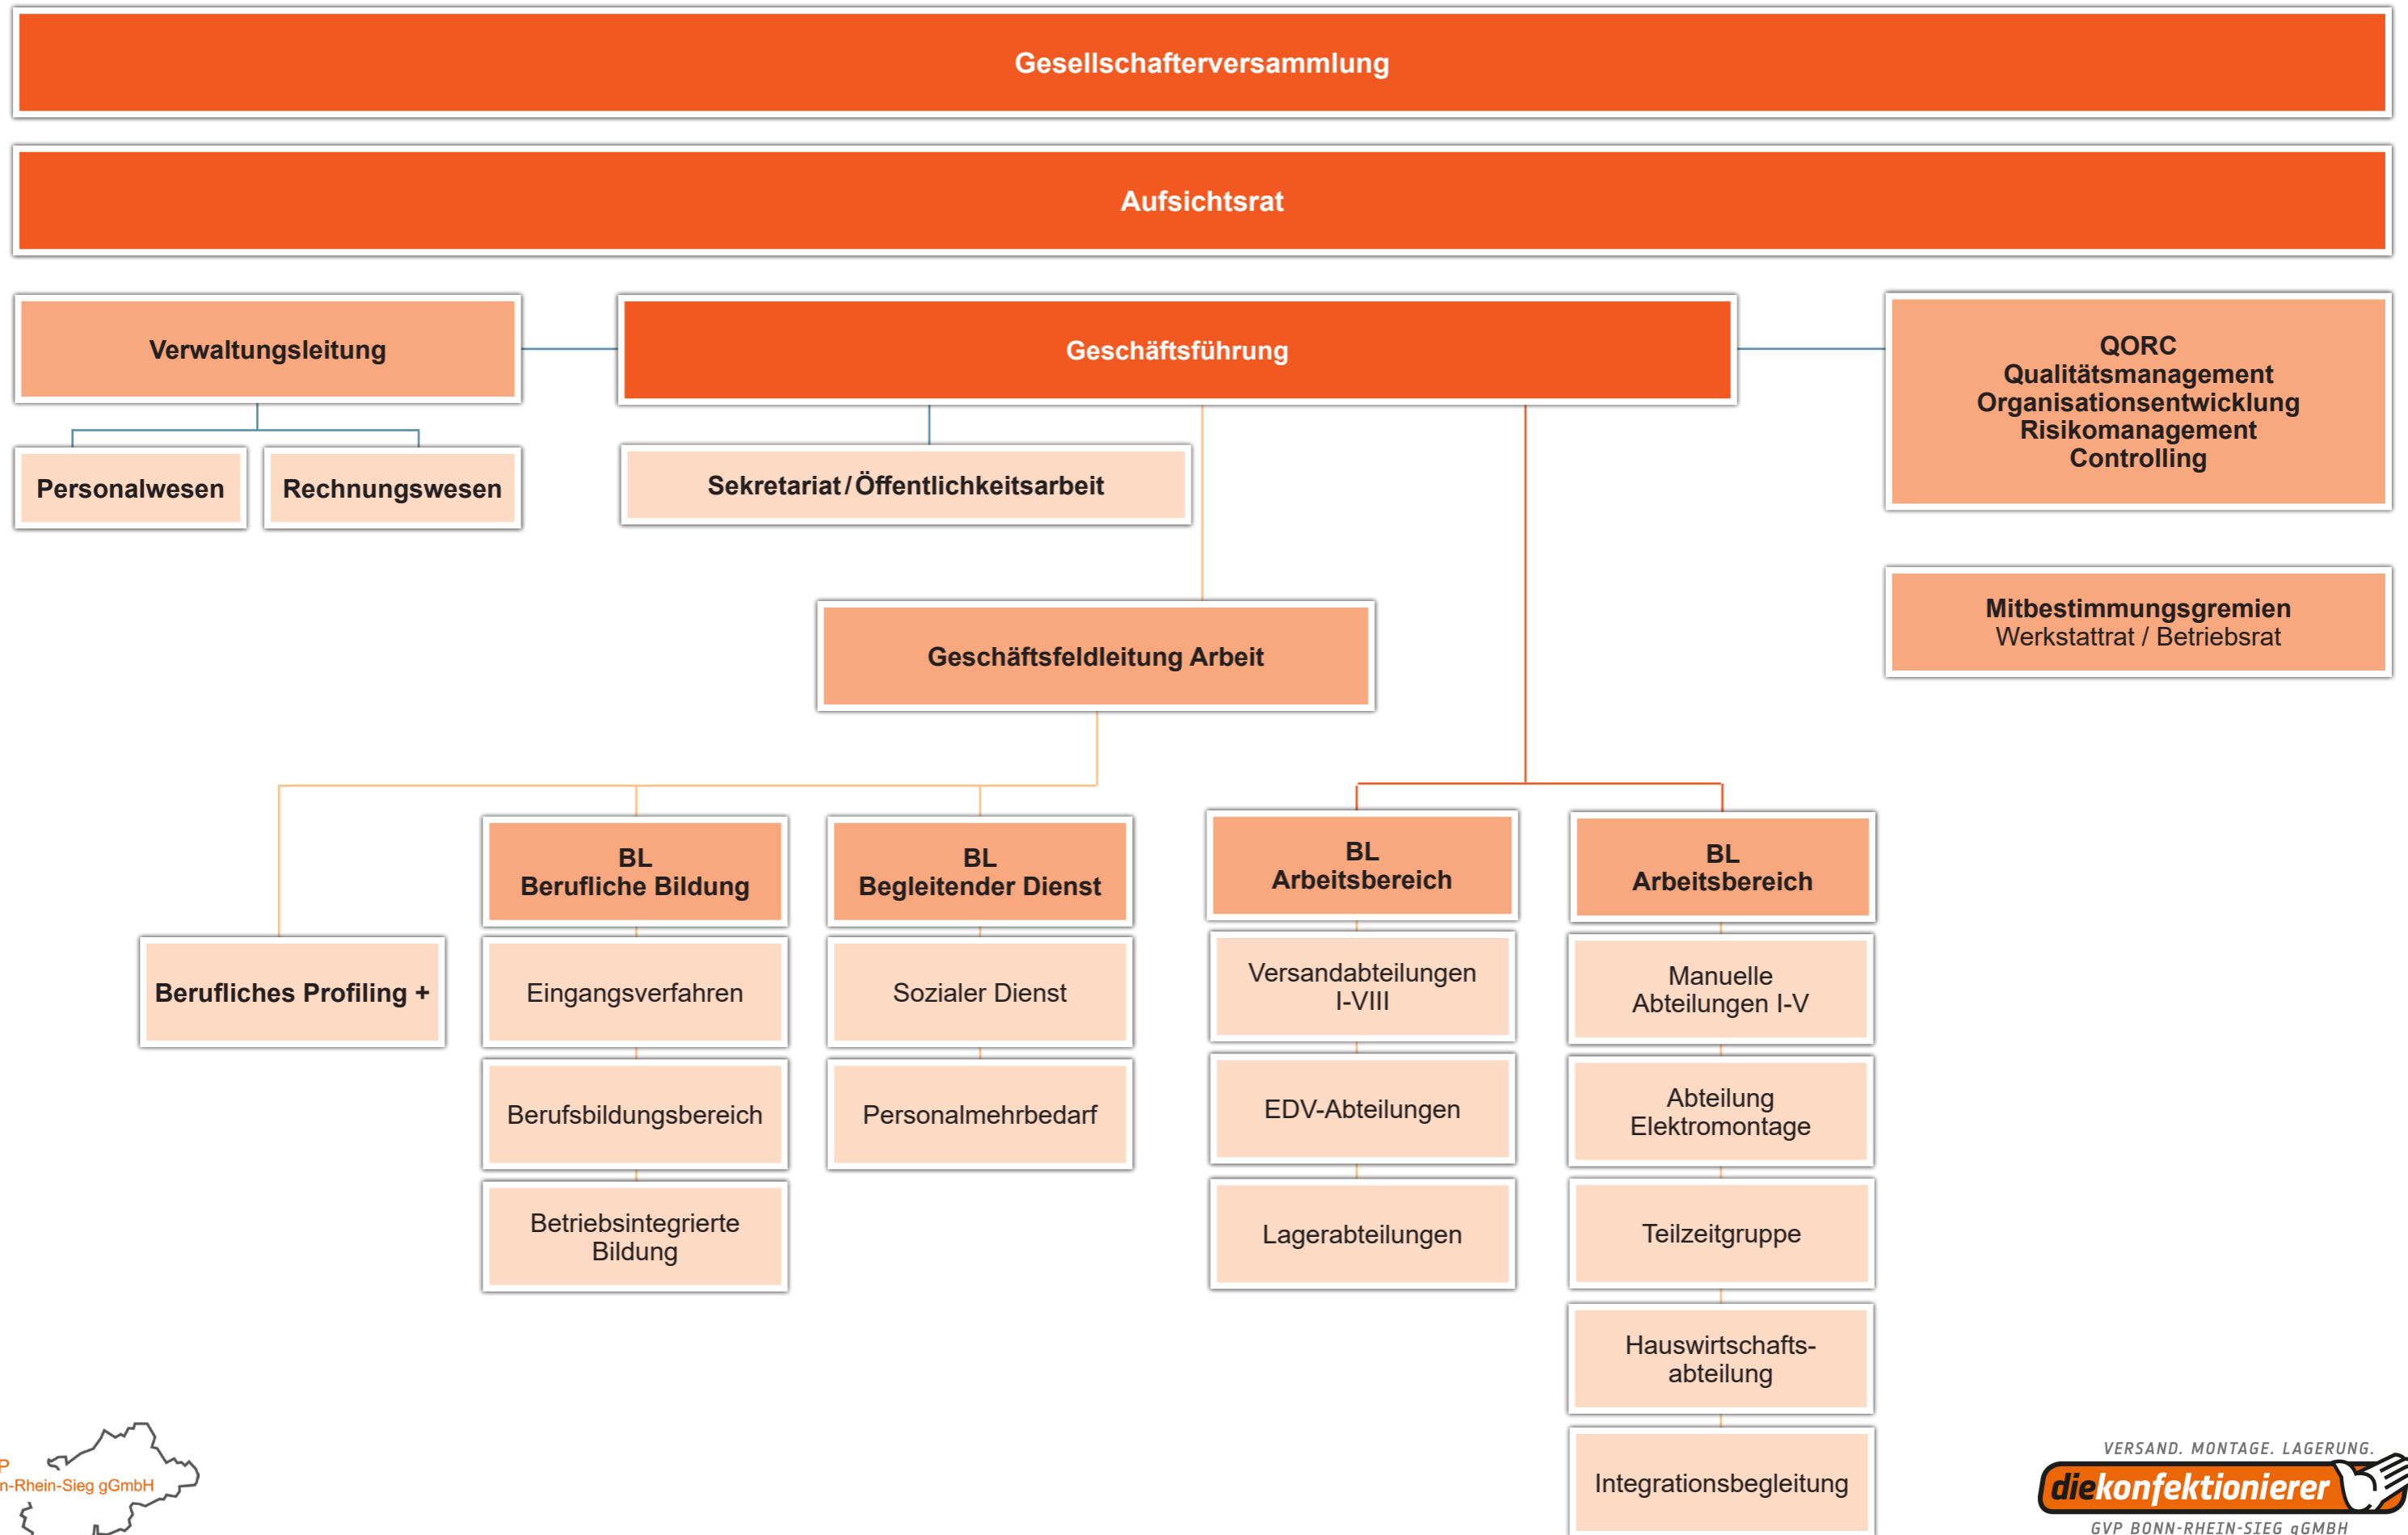 Gesellschafterversammlung
Aufsichtsrat
Verwaltungsleitung
Geschäftsführung
QORC
Qualitätsmanagement
Organisationsentwicklung
Risikomanagement
Controlling
Personalwesen
Rechnungswesen
Sekretariat/Öffentlichkeitsarbeit
Mitbestimmungsgremien
Werkstattrat / Betriebsrat
Geschäftsfeldleitung Arbeit
Berufliches Profiling +
BL
Berufliche Bildung
Eingangsverfahren
Berufsbildungsbereich
Betriebsintegrierte
Bildung
BL
Begleitender Dienst
Sozialer Dienst
Personalmehrbedarf
BL
Arbeitsbereich
Versandabteilungen
I-VIII
EDV-Abteilungen
Lagerabteilungen
BL
Arbeitsbereich
Manuelle
Abteilungen I-V
Abteilung
Elektromontage
Teilzeitgruppe
Hauswirtschafts-
abteilung
Integrationsbegleitung
P
n-Rhein-Sieg gGmbH
VERSAND. MONTAGE. LAGERUNG.
diekonfektionierer
GVP BONN-RHEIN-SIEG gGMBH